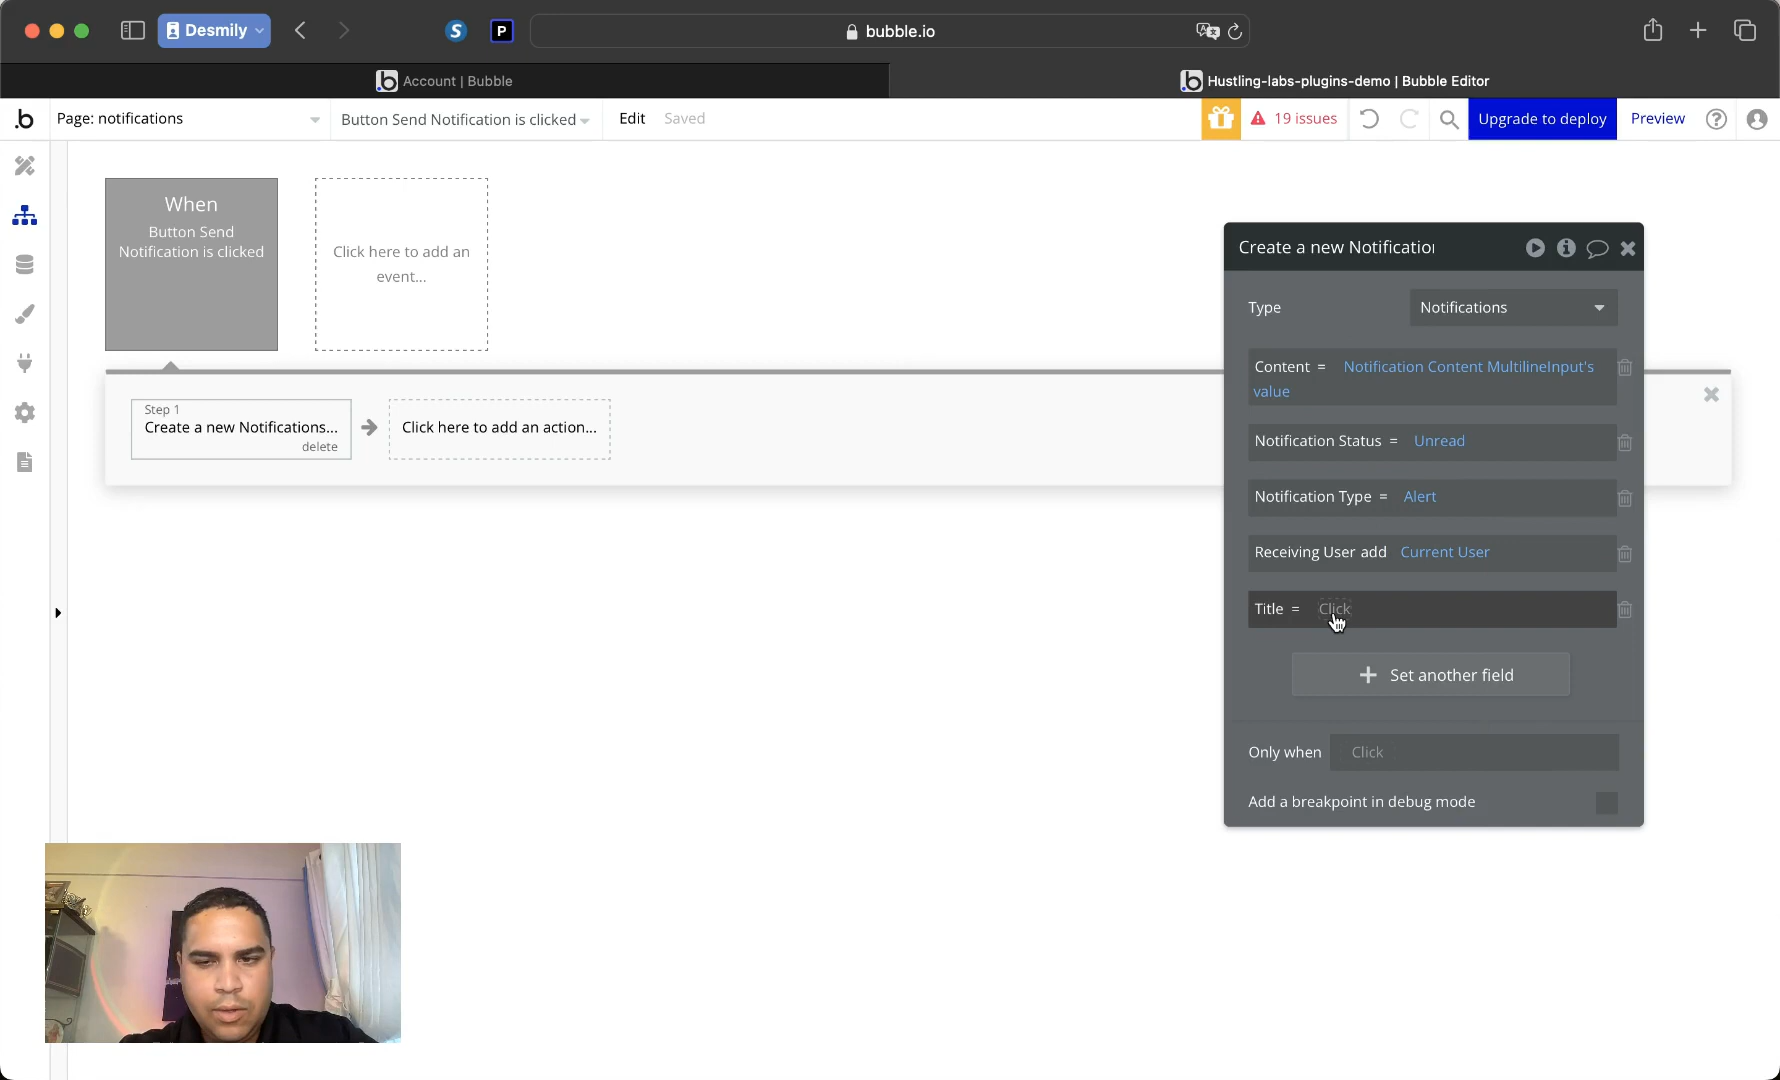 Desmily
S
P
bubble.io
b Account | Bubble
b Hustling-labs-plugins-demo | Bubble Editor
b
Page: notifications
Button Send Notification is clicked
Edit
Saved
19 issues
Upgrade to deploy
Preview
When
Button Send
Notification is clicked
Click here to add an
event...
Step 1
Create a new Notifications...
delete
Click here to add an action...
Create a new Notification
Type
Notifications
Content = Notification Content MultilineInput's
value
Notification Status = Unread
Notification Type = Alert
Receiving User add Current User
Title = Click
Set another field
Only when Click
Add a breakpoint in debug mode